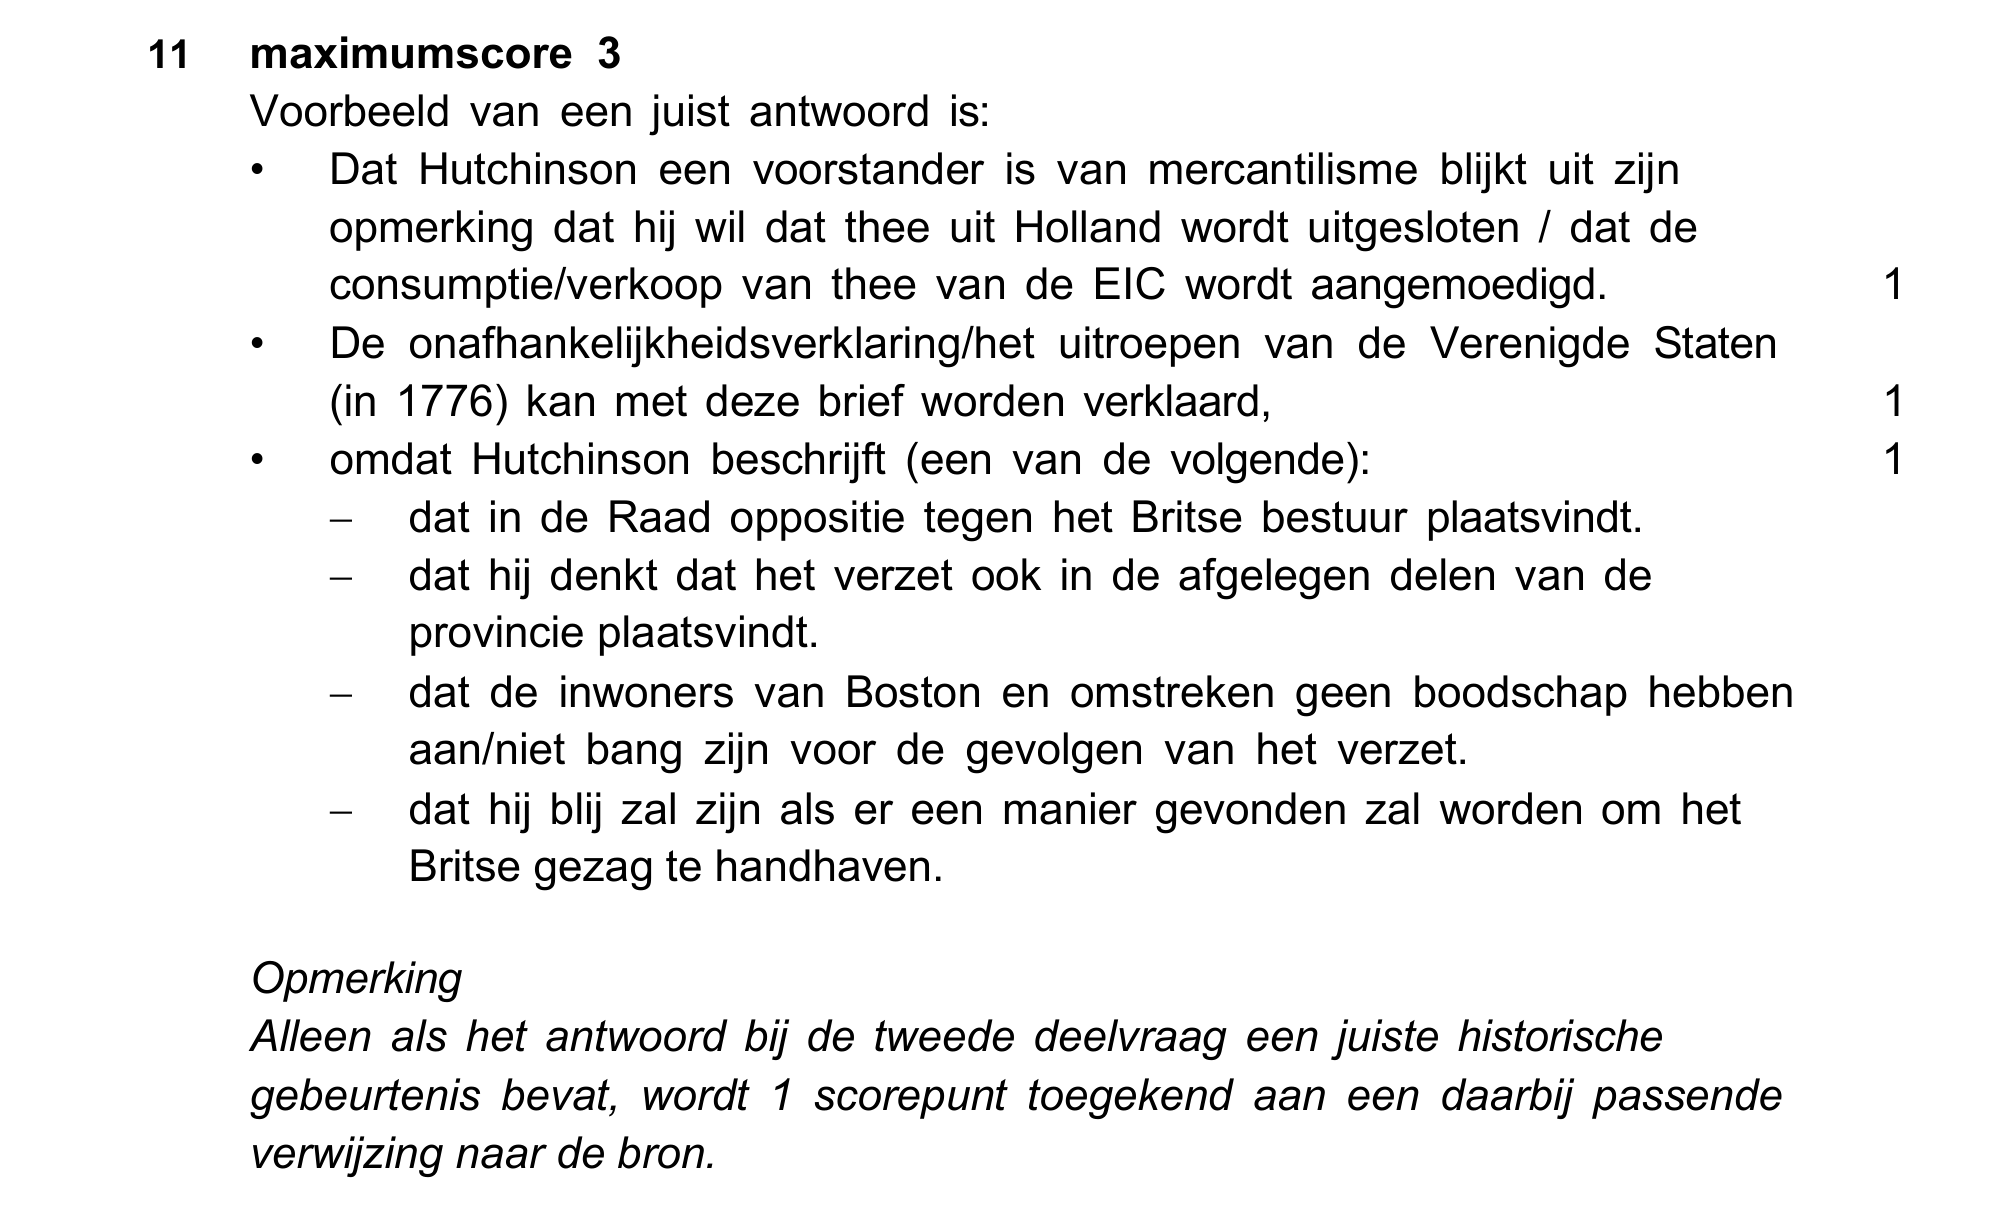 11 maximumscore 3
Voorbeeld van een juist antwoord is:
• Dat Hutchinson een voorstander is van mercantilisme blijkt uit zijn
opmerking dat hij wil dat thee uit Holland wordt uitgesloten / dat de
consumptie/verkoop van thee van de EIC wordt aangemoedigd. 1
• De onafhankelijkheidsverklaring/het uitroepen van de Verenigde Staten
(in 1776) kan met deze brief worden verklaard, 1
• omdat Hutchinson beschrijft (een van de volgende): 1
− dat in de Raad oppositie tegen het Britse bestuur plaatsvindt.
− dat hij denkt dat het verzet ook in de afgelegen delen van de
provincie plaatsvindt.
− dat de inwoners van Boston en omstreken geen boodschap hebben
aan/niet bang zijn voor de gevolgen van het verzet.
− dat hij blij zal zijn als er een manier gevonden zal worden om het
Britse gezag te handhaven.
Opmerking
Alleen als het antwoord bij de tweede deelvraag een juiste historische
gebeurtenis bevat, wordt 1 scorepunt toegekend aan een daarbij passende
verwijzing naar de bron.